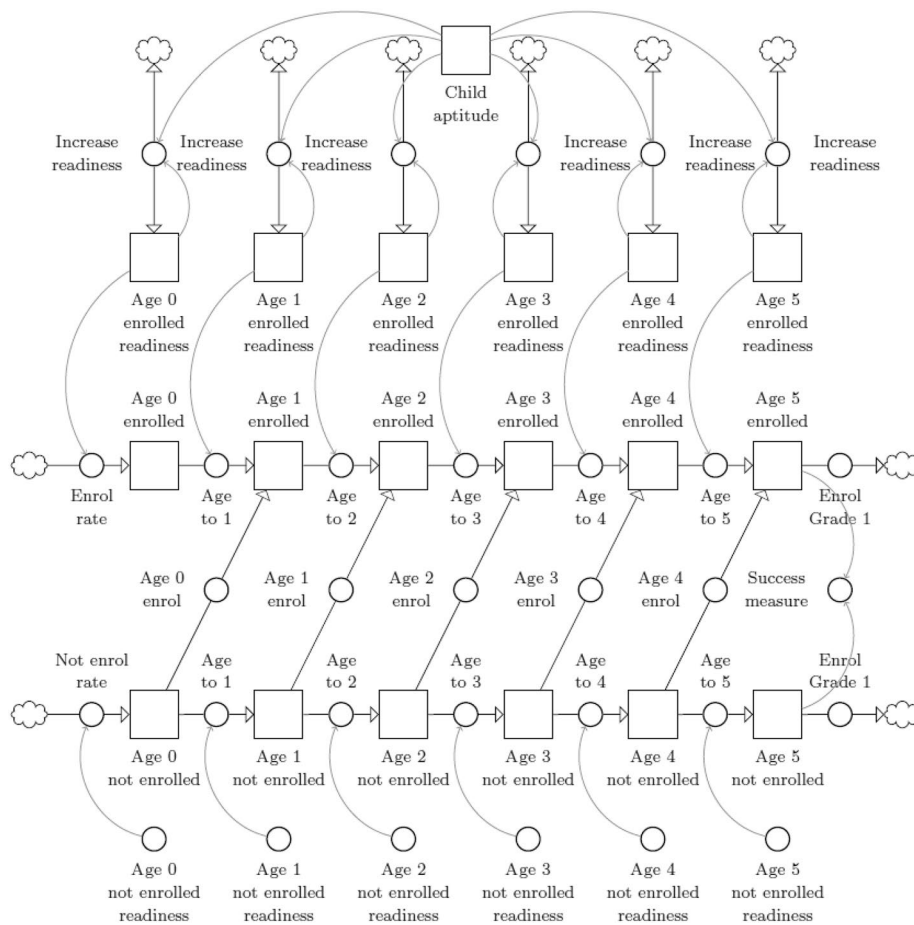 Child
aptitude
Increase
readiness
Increase
readiness
Increase
readiness
Increase
readiness
Increase
readiness
Increase
readiness
Age 0
enrolled
readiness
Age 1
enrolled
readiness
Age 2
enrolled
readiness
Age 3
enrolled
readiness
Age 4
enrolled
readiness
Age 5
enrolled
readiness
Age 0
enrolled
Age 1
enrolled
Age 2
enrolled
Age 3
enrolled
Age 4
enrolled
Age 5
enrolled
Enrol
rate
Age
to 1
Age
to 2
Age
to 3
Age
to 4
Age
to 5
Enrol
Grade 1
Age 0
enrol
Age 1
enrol
Age 2
enrol
Age 3
enrol
Age 4
enrol
Success
measure
Not enrol
rate
Age
to 1
Age
to 2
Age
to 3
Age
to 4
Age
to 5
Enrol
Grade 1
Age 0
not enrolled
Age 1
not enrolled
Age 2
not enrolled
Age 3
not enrolled
Age 4
not enrolled
Age 5
not enrolled
Age 0
not enrolled
readiness
Age 1
not enrolled
readiness
Age 2
not enrolled
readiness
Age 3
not enrolled
readiness
Age 4
not enrolled
readiness
Age 5
not enrolled
readiness